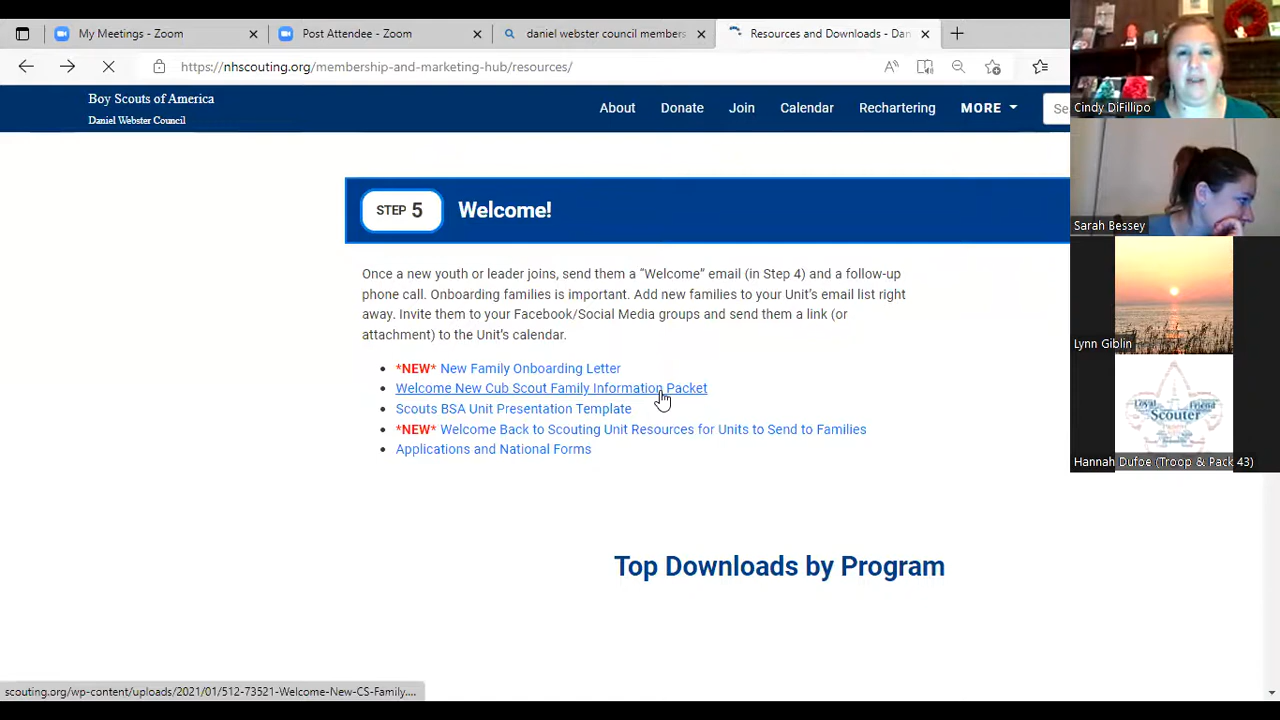 My Meetings - Zoom
Post Attendee - Zoom
daniel webster council members
Resources and Downloads - Dan
https://nhscouting.org/membership-and-marketing-hub/resources/
Boy Scouts of America
Daniel Webster Council
About
Donate
Join
Calendar
Rechartering
MORE
Se
Cindy DiFillipo
STEP 5
Welcome!
Sarah Bessey
Once a new youth or leader joins, send them a “Welcome” email (in Step 4) and a follow-up
phone call. Onboarding families is important. Add new families to your Unit’s email list right
away. Invite them to your Facebook/Social Media groups and send them a link (or
attachment) to the Unit’s calendar.
Lynn Giblin
*NEW* New Family Onboarding Letter
Welcome New Cub Scout Family Information Packet
Scouts BSA Unit Presentation Template
*NEW* Welcome Back to Scouting Unit Resources for Units to Send to Families
Applications and National Forms
Loyal
Friend
Scouter
Hannah Dufoe (Troop & Pack 43)
Top Downloads by Program
scouting.org/wp-content/uploads/2021/01/512-73521-Welcome-New-CS-Family....